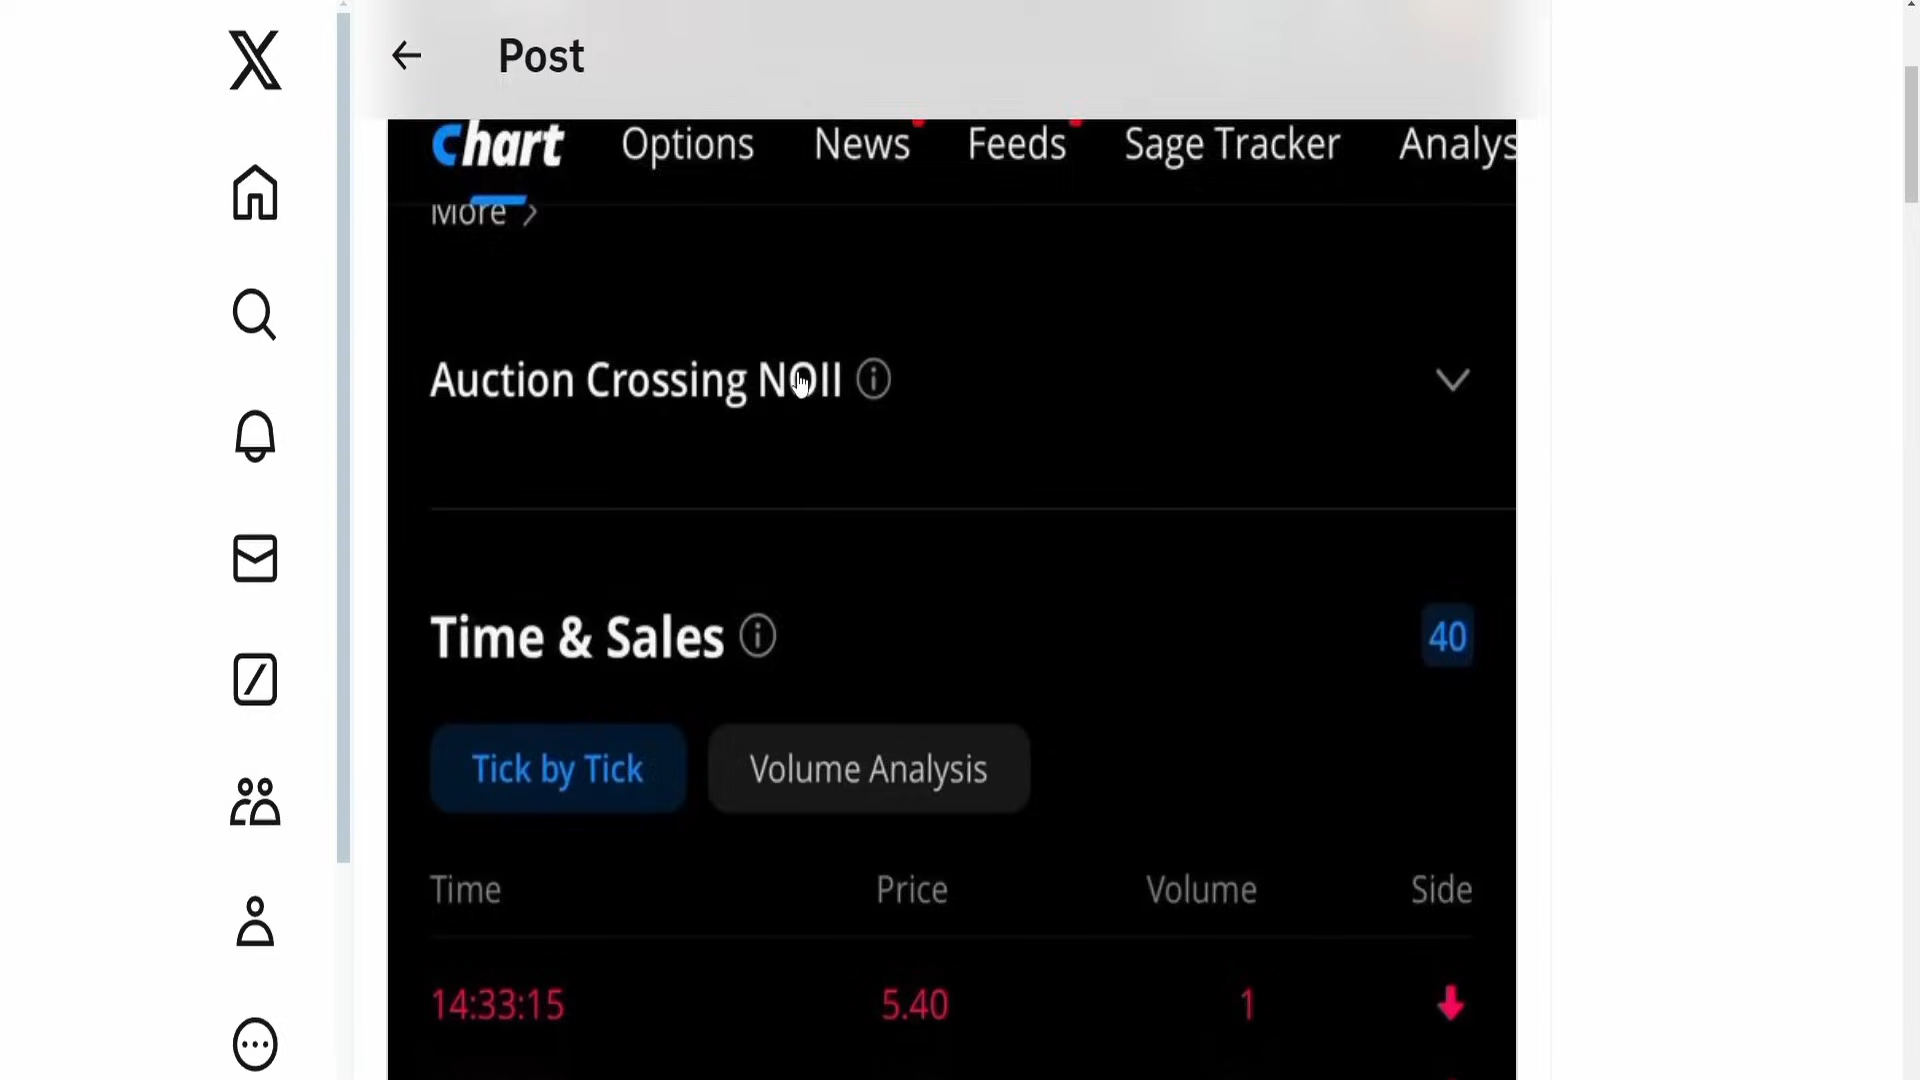 Post
Chart Options News Feeds Sage Tracker Analys
More >
Auction Crossing NOII
Time & Sales
40
Tick by Tick Volume Analysis
Time Price Volume Side
14:33:15 5.40 1